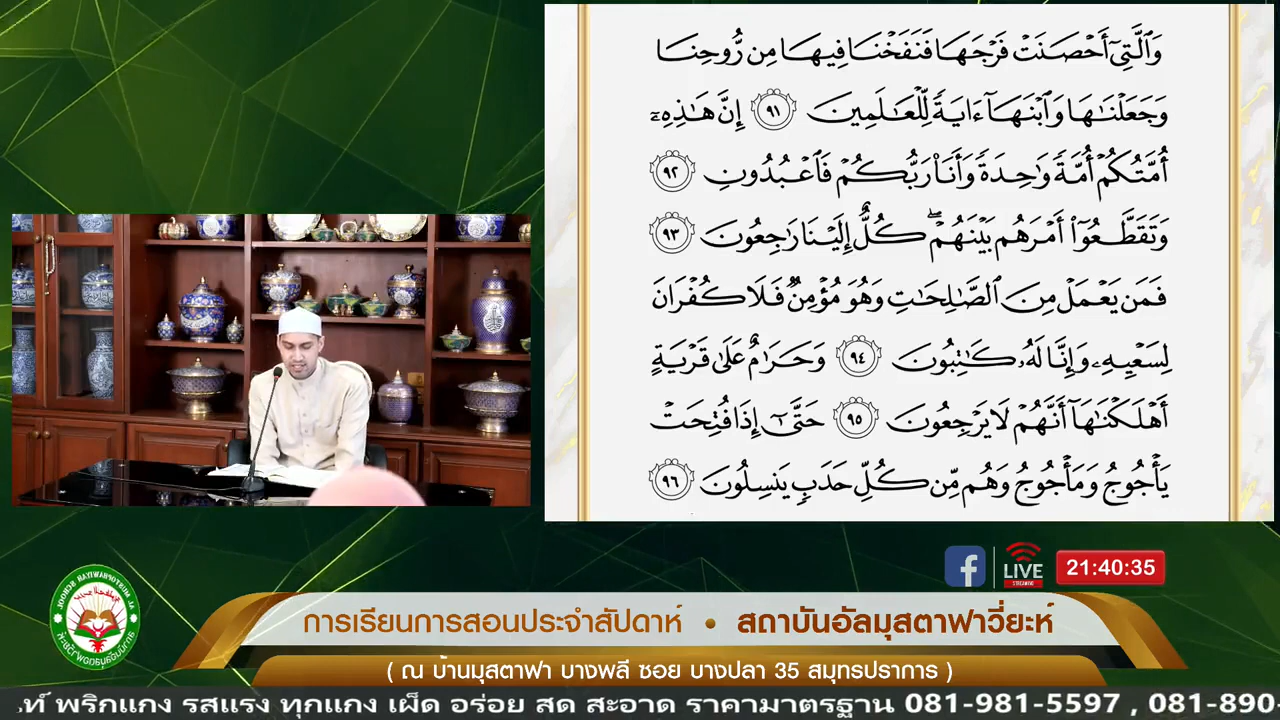 وَٱلَّتِىٓ أَحْصَنَتْ فَرْجَهَا فَنَفَخْنَا فِيهَا مِن رُّوحِنَا
وَجَعَلْنَٰهَا وَٱبْنَهَآ ءَايَةً لِّلْعَٰلَمِينَ ٩١ إِنَّ هَٰذِهِۦٓ
أُمَّتُكُمْ أُمَّةً وَٰحِدَةً وَأَنَا۠ رَبُّكُمْ فَٱعْبُدُونِ ٩٢
وَتَقَطَّعُوٓا۟ أَمْرَهُم بَيْنَهُمْ ۖ كُلٌّ إِلَيْنَا رَٰجِعُونَ ٩٣
فَمَن يَعْمَلْ مِنَ ٱلصَّٰلِحَٰتِ وَهُوَ مُؤْمِنٌ فَلَا كُفْرَانَ
لِسَعْيِهِۦ وَإِنَّا لَهُۥ كَٰتِبُونَ ٩٤ وَحَرَٰمٌ عَلَىٰ قَرْيَةٍ
أَهْلَكْنَٰهَآ أَنَّهُمْ لَا يَرْجِعُونَ ٩٥ حَتَّىٰٓ إِذَا فُتِحَتْ
يَأْجُوجُ وَمَأْجُوجُ وَهُم مِّن كُلِّ حَدَبٍ يَنسِلُونَ ٩٦
LIVE
STREAMING
21:40:35
การเรียนการสอนประจำสัปดาห์ • สถาบันอัลมุสตาฟาวี่ยะห์
( ณ บ้านมุสตาฟา บางพลี ซอย บางปลา 35 สมุทรปราการ )
พริกแกง รสแรง ทุกแกง เผ็ด อร่อย สด สะอาด ราคามาตรฐาน 081-981-5597 , 081-890